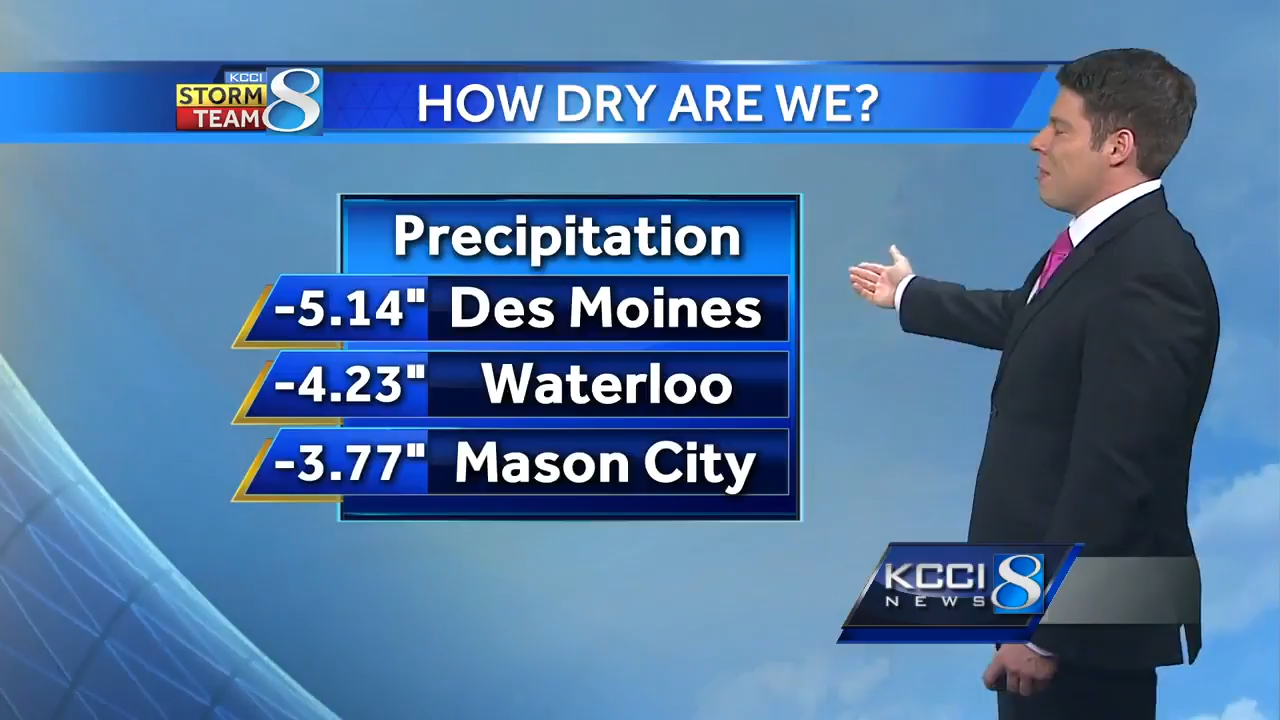 KCCI
STORM
TEAM 8
HOW DRY ARE WE?
Precipitation
-5.14" Des Moines
-4.23" Waterloo
-3.77" Mason City
KCCI 8
NEWS